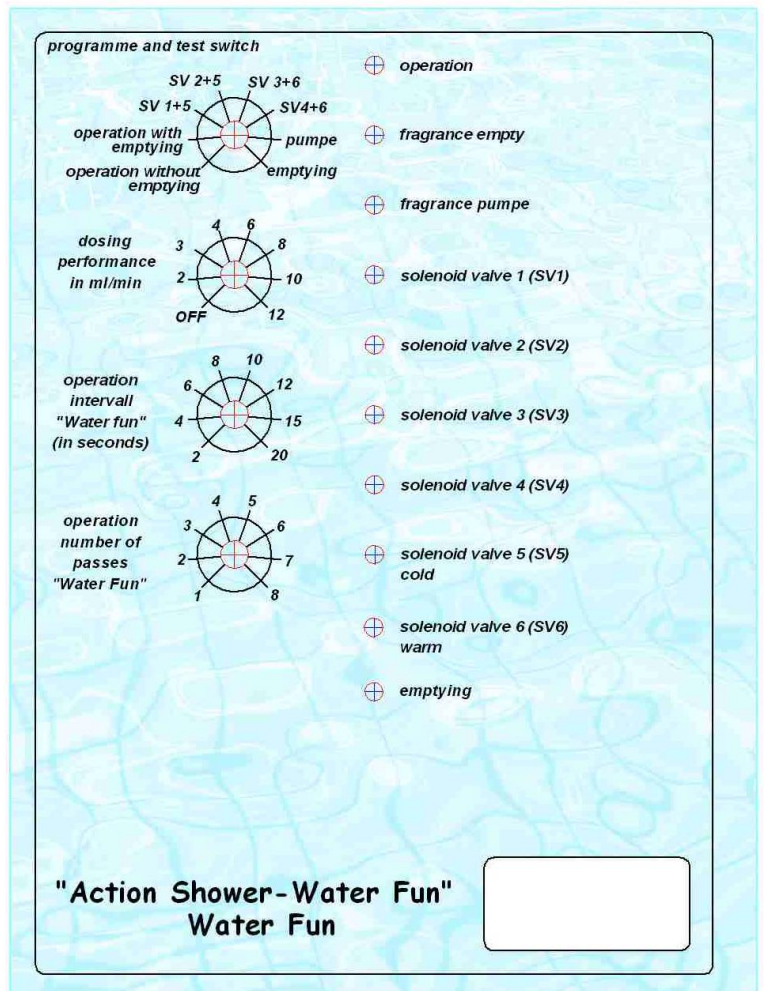 programme and test switch
SV 2+5
SV 3+6
SV 1+5
SV4+6
operation with
emptying
pumpe
operation without
emptying
emptying
dosing
performance
in ml/min
4
6
3
8
2
10
OFF
12
operation
intervall
"Water fun"
(in seconds)
8
10
6
12
4
15
2
20
operation
number of
passes
"Water Fun"
4
5
3
6
2
7
1
8
operation
fragrance empty
fragrance pumpe
solenoid valve 1 (SV1)
solenoid valve 2 (SV2)
solenoid valve 3 (SV3)
solenoid valve 4 (SV4)
solenoid valve 5 (SV5)
cold
solenoid valve 6 (SV6)
warm
emptying
"Action Shower-Water Fun"
Water Fun